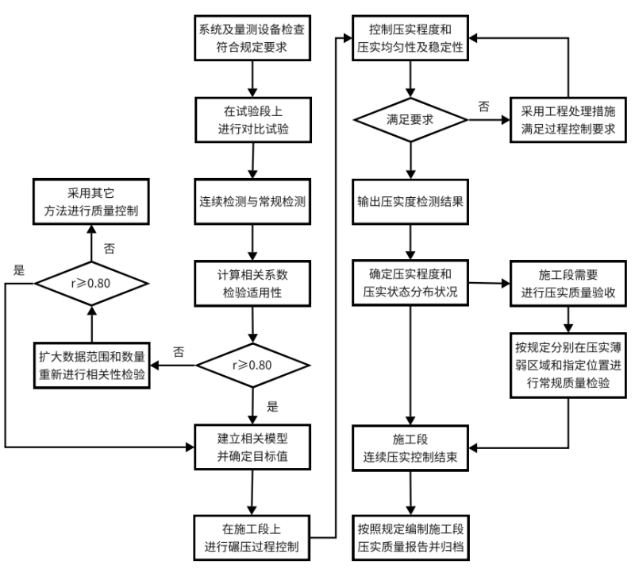 系统及量测设备检查
符合规定要求
在试验段上
进行对比试验
连续检测与常规检测
计算相关系数
检验适用性
r≥0.80
否
是
扩大数据范围和数量
重新进行相关性检验
r≥0.80
否
是
采用其它
方法进行质量控制
建立相关模型
并确定目标值
在施工段上
进行碾压过程控制
控制压实程度和
压实均匀性及稳定性
满足要求
否
采用工程处理措施
满足过程控制要求
输出压实度检测结果
确定压实程度和
压实状态分布状况
施工段需要
进行压实质量验收
按规定分别在压实薄
弱区域和指定位置进
行常规质量检验
施工段
连续压实控制结束
按照规定编制施工段
压实质量报告并归档